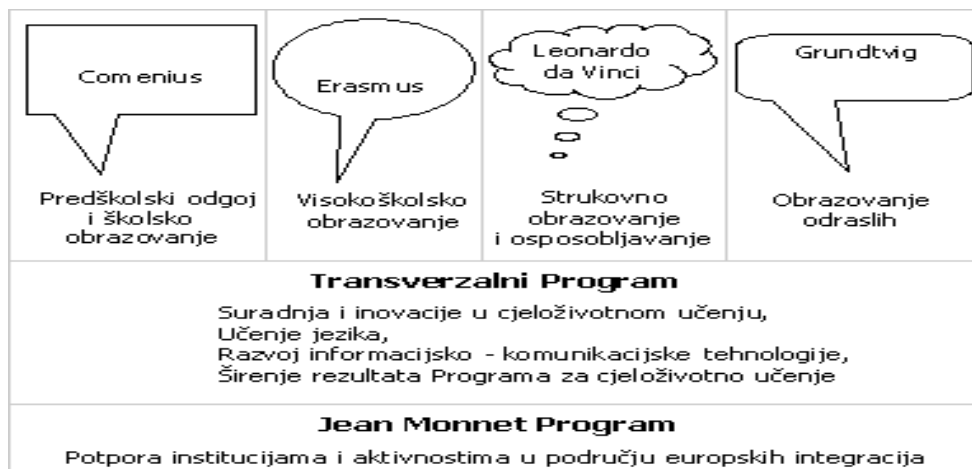 Comenius
Erasmus
Leonardo
da Vinci
Grundtvig
Predškolski odgoj
i školsko
obrazovanje
Visokoškolsko
obrazovanje
Strukovno
obrazovanje
i osposobljavanje
Obrazovanje
odraslih
Transverzalni Program
Suradnja i inovacije u cjeloživotnom učenju,
Učenje jezika,
Razvoj informacijsko - komunikacijske tehnologije,
Širenje rezultata Programa za cjeloživotno učenje
Jean Monnet Program
Potpora institucijama i aktivnostima u području europskih integracija